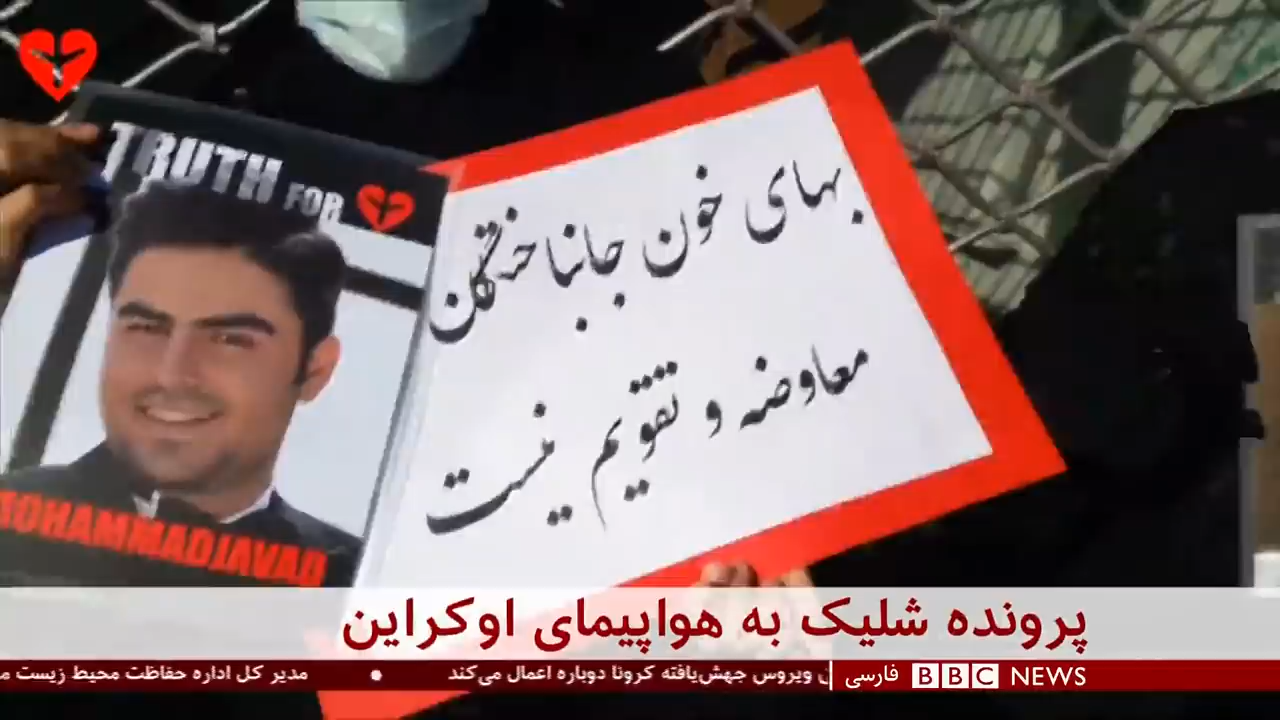 TRUTH FOR
MOHAMMADJAVAD
بهای خون جانباختگان
معاوضه و تقویم نیست
پرونده شلیک به هواپیمای اوکراین
BBC NEWS فارسی
ویروس جهش‌یافته کرونا دوباره اعمال می‌کند • مدیر کل اداره حفاظت محیط زیست